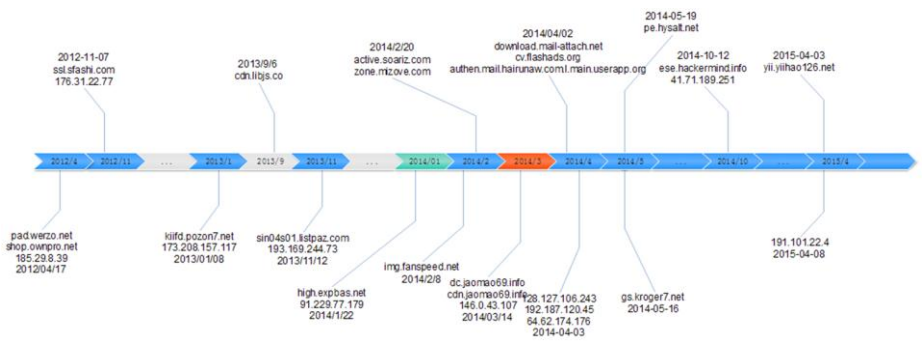 2012-11-07
ssl.sfashi.com
176.31.22.77
2013/9/6
cdn.libjs.co
2014/2/20
active.soariz.com
zone.mizove.com
2014/04/02
download.mail-attach.net
cv.flashads.org
authen.mail.hairunaw.com.l.main.userapp.org
2014-05-19
pe.hysalt.net
2014-10-12
ese.hackermind.info
41.71.189.251
2015-04-03
yii.yiihao126.net
2012/4
2012/11
...
2013/1
2013/9
2013/11
...
2014/01
2014/2
2014/3
2014/4
2014/5
...
2014/10
...
2015/4
pad.werzo.net
shop.ownpro.net
185.29.8.39
2012/04/17
kiifd.pozon7.net
173.208.157.117
2013/01/08
sin04s01.listpaz.com
193.169.244.73
2013/11/12
high.expbas.net
91.229.77.179
2014/1/22
img.fanspeed.net
2014/2/8
dc.jaomao69.info
cdn.jaomao69.info
146.0.43.107
2014/03/14
128.127.106.243
192.187.120.45
64.62.174.176
2014-04-03
gs.kroger7.net
2014-05-16
191.101.22.4
2015-04-08